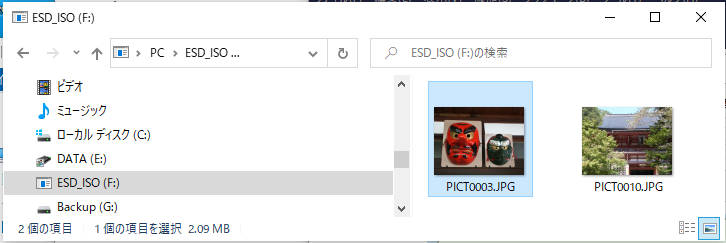 ESD_ISO (F:)
PC ESD_ISO ...
ESD_ISO (F:)の検索
ビデオ
ミュージック
ローカル ディスク (C:)
DATA (E:)
ESD_ISO (F:)
Backup (G:)
PICT0003.JPG
PICT0010.JPG
2 個の項目 1 個の項目を選択 2.09 MB